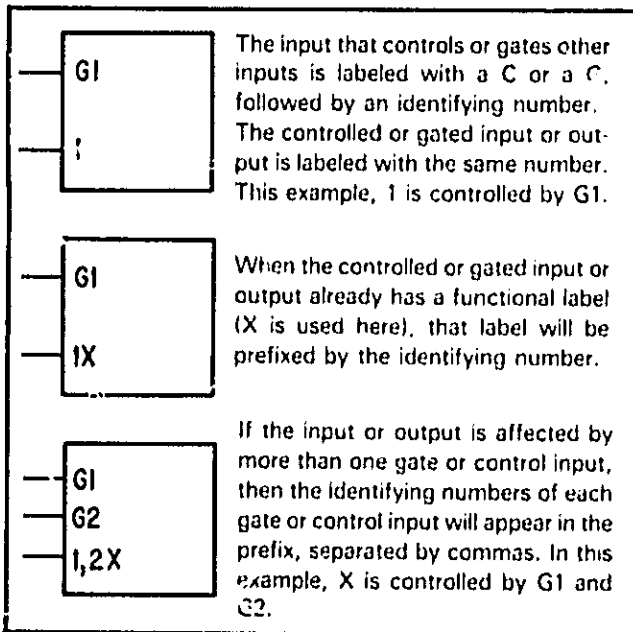 G1
1
The input that controls or gates other
inputs is labeled with a C or a G,
followed by an identifying number.
The controlled or gated input or out-
put is labeled with the same number.
This example, 1 is controlled by G1.
G1
1X
When the controlled or gated input or
output already has a functional label
(X is used here), that label will be
prefixed by the identifying number.
G1
G2
1,2X
If the input or output is affected by
more than one gate or control input,
then the identifying numbers of each
gate or control input will appear in the
prefix, separated by commas. In this
example, X is controlled by G1 and
G2.